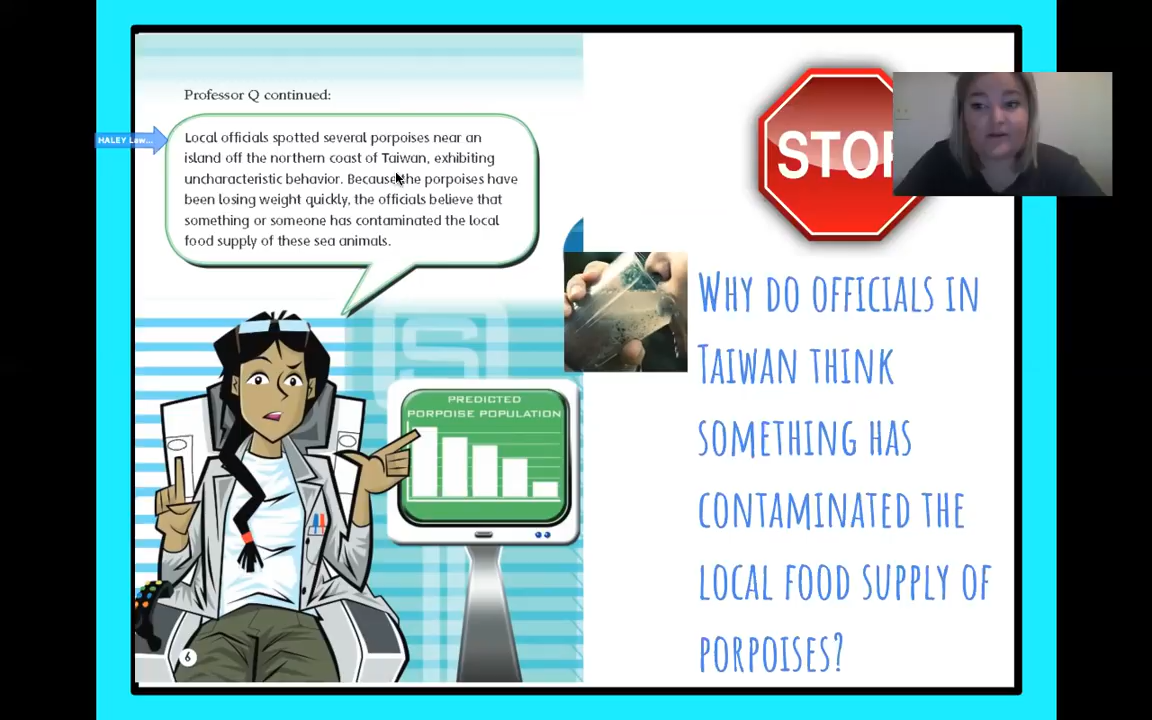 Professor Q continued:
HALEY Law...
Local officials spotted several porpoises near an
island off the northern coast of Taiwan, exhibiting
uncharacteristic behavior. Because the porpoises have
been losing weight quickly, the officials believe that
something or someone has contaminated the local
food supply of these sea animals.
PREDICTED
PORPOISE POPULATION
6
STOP
WHY DO OFFICIALS IN
TAIWAN THINK
SOMETHING HAS
CONTAMINATED THE
LOCAL FOOD SUPPLY OF
PORPOISES?